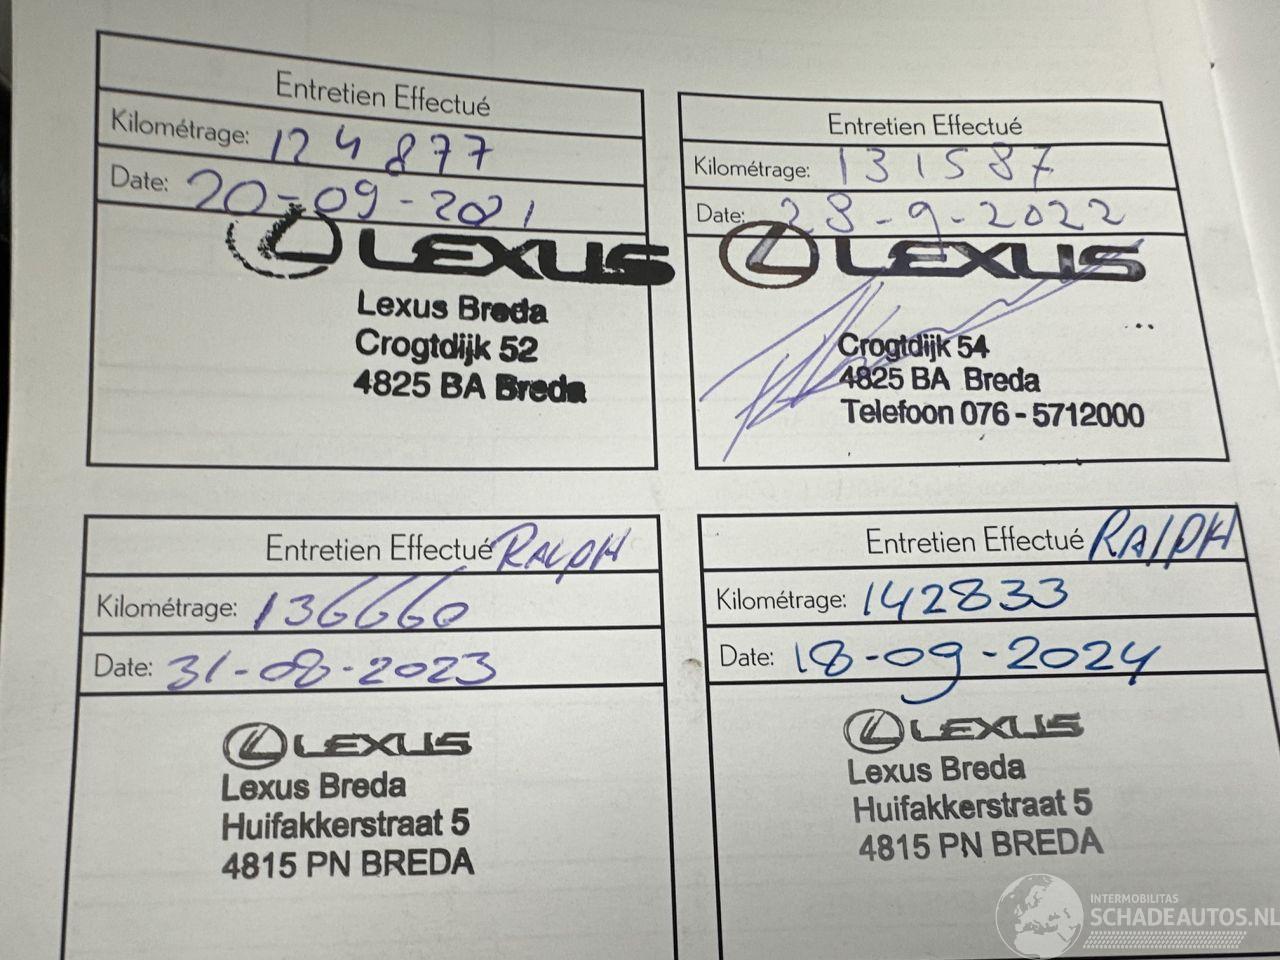 Entretien Effectué
Kilométrage: 124877
Date: 20-09-2021
LEXUS
Lexus Breda
Crogtdijk 52
4825 BA Breda
Entretien Effectué
Kilométrage: 131587
Date: 28-9-2022
LEXUS
Crogtdijk 54
4825 BA Breda
Telefoon 076 - 5712000
Entretien Effectué RALPH
Kilométrage: 136660
Date: 31-08-2023
LEXUS
Lexus Breda
Huifakkerstraat 5
4815 PN BREDA
Entretien Effectué RALPH
Kilométrage: 142833
Date: 18-09-2024
LEXUS
Lexus Breda
Huifakkerstraat 5
4815 PN BREDA
INTERMOBILITAS
SCHADEAUTOS.NL